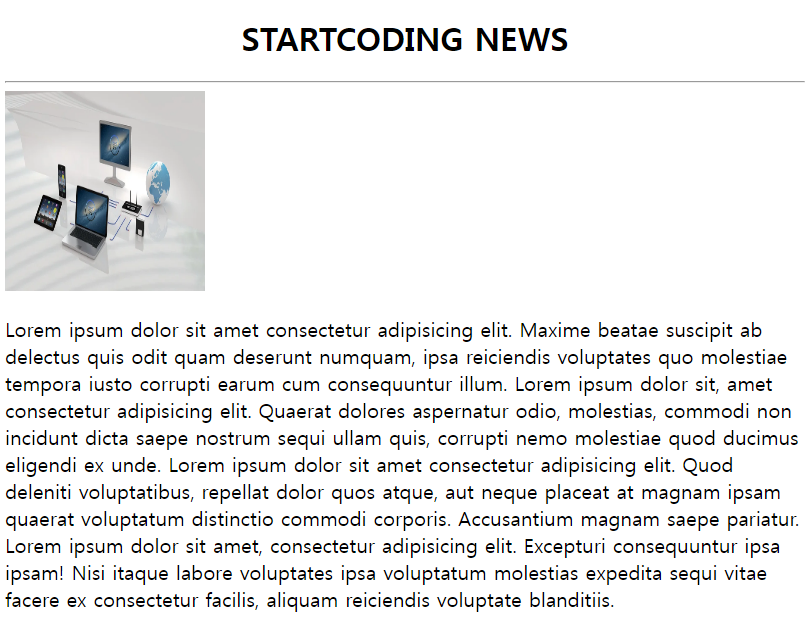 STARTCODING NEWS
Lorem ipsum dolor sit amet consectetur adipisicing elit. Maxime beatae suscipit ab
delectus quis odit quam deserunt numquam, ipsa reiciendis voluptates quo molestiae
tempora iusto corrupti earum cum consequuntur illum. Lorem ipsum dolor sit, amet
consectetur adipisicing elit. Quaerat dolores aspernatur odio, molestias, commodi non
incidunt dicta saepe nostrum sequi ullam quis, corrupti nemo molestiae quod ducimus
eligendi ex unde. Lorem ipsum dolor sit amet consectetur adipisicing elit. Quod
deleniti voluptatibus, repellat dolor quos atque, aut neque placeat at magnam ipsam
quaerat voluptatum distinctio commodi corporis. Accusantium magnam saepe pariatur.
Lorem ipsum dolor sit amet, consectetur adipisicing elit. Excepturi consequuntur ipsa
ipsam! Nisi itaque labore voluptates ipsa voluptatum molestias expedita sequi vitae
facere ex consectetur facilis, aliquam reiciendis voluptate blanditiis.